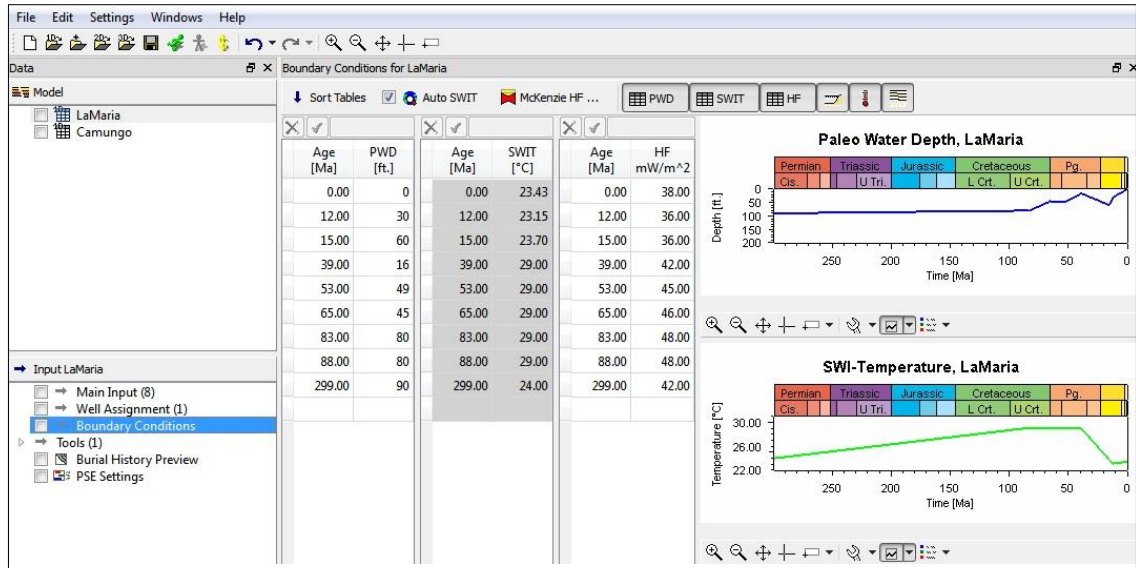 File Edit Settings Windows Help
Data
Model
LaMaria
Camungo
Input LaMaria
Main Input (8)
Well Assignment (1)
Boundary Conditions
Tools (1)
Burial History Preview
PSE Settings
Boundary Conditions for LaMaria
Sort Tables Auto SWIT McKenzie HF ... PWD SWIT HF
Age PWD Age SWIT Age HF
[Ma] [ft.] [Ma] [°C] [Ma] mW/m^2
0.00 0 0.00 23.43 0.00 38.00
12.00 30 12.00 23.15 12.00 36.00
15.00 60 15.00 23.70 15.00 36.00
39.00 16 39.00 29.00 39.00 42.00
53.00 49 53.00 29.00 53.00 45.00
65.00 45 65.00 29.00 65.00 46.00
83.00 80 83.00 29.00 83.00 48.00
88.00 80 88.00 29.00 88.00 48.00
299.00 90 299.00 24.00 299.00 42.00
Paleo Water Depth, LaMaria
Permian Triassic Jurassic Cretaceous Pg.
Cis. U Tri. L Crt. U Crt.
Depth [ft.]
0
50
100
150
200
250 200 150 100 50 0
Time [Ma]
SWI-Temperature, LaMaria
Permian Triassic Jurassic Cretaceous Pg.
Cis. U Tri. L Crt. U Crt.
Temperature [°C]
30.00
26.00
22.00
250 200 150 100 50 0
Time [Ma]